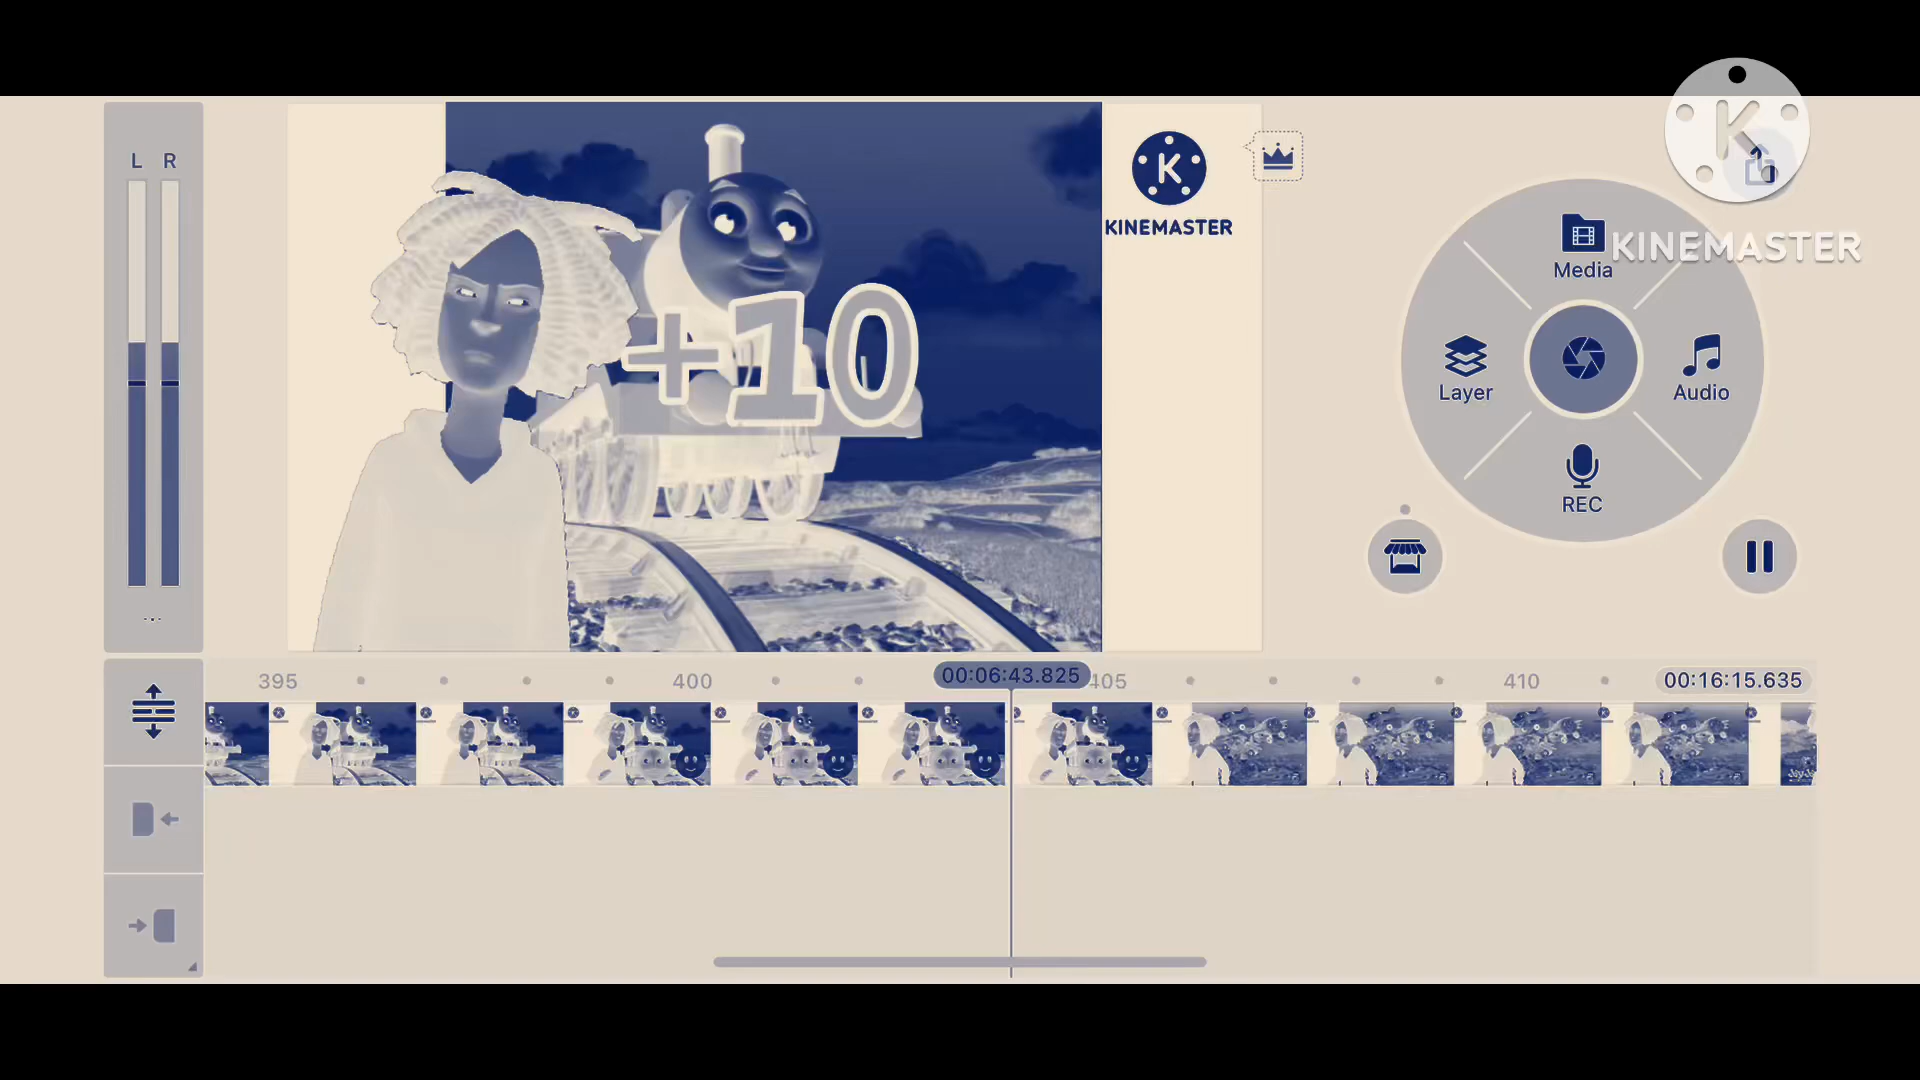 L R
+10
KINEMASTER
Media
KINEMASTER
Layer
Audio
REC
395
400
00:06:43.825
405
410
00:16:15.635